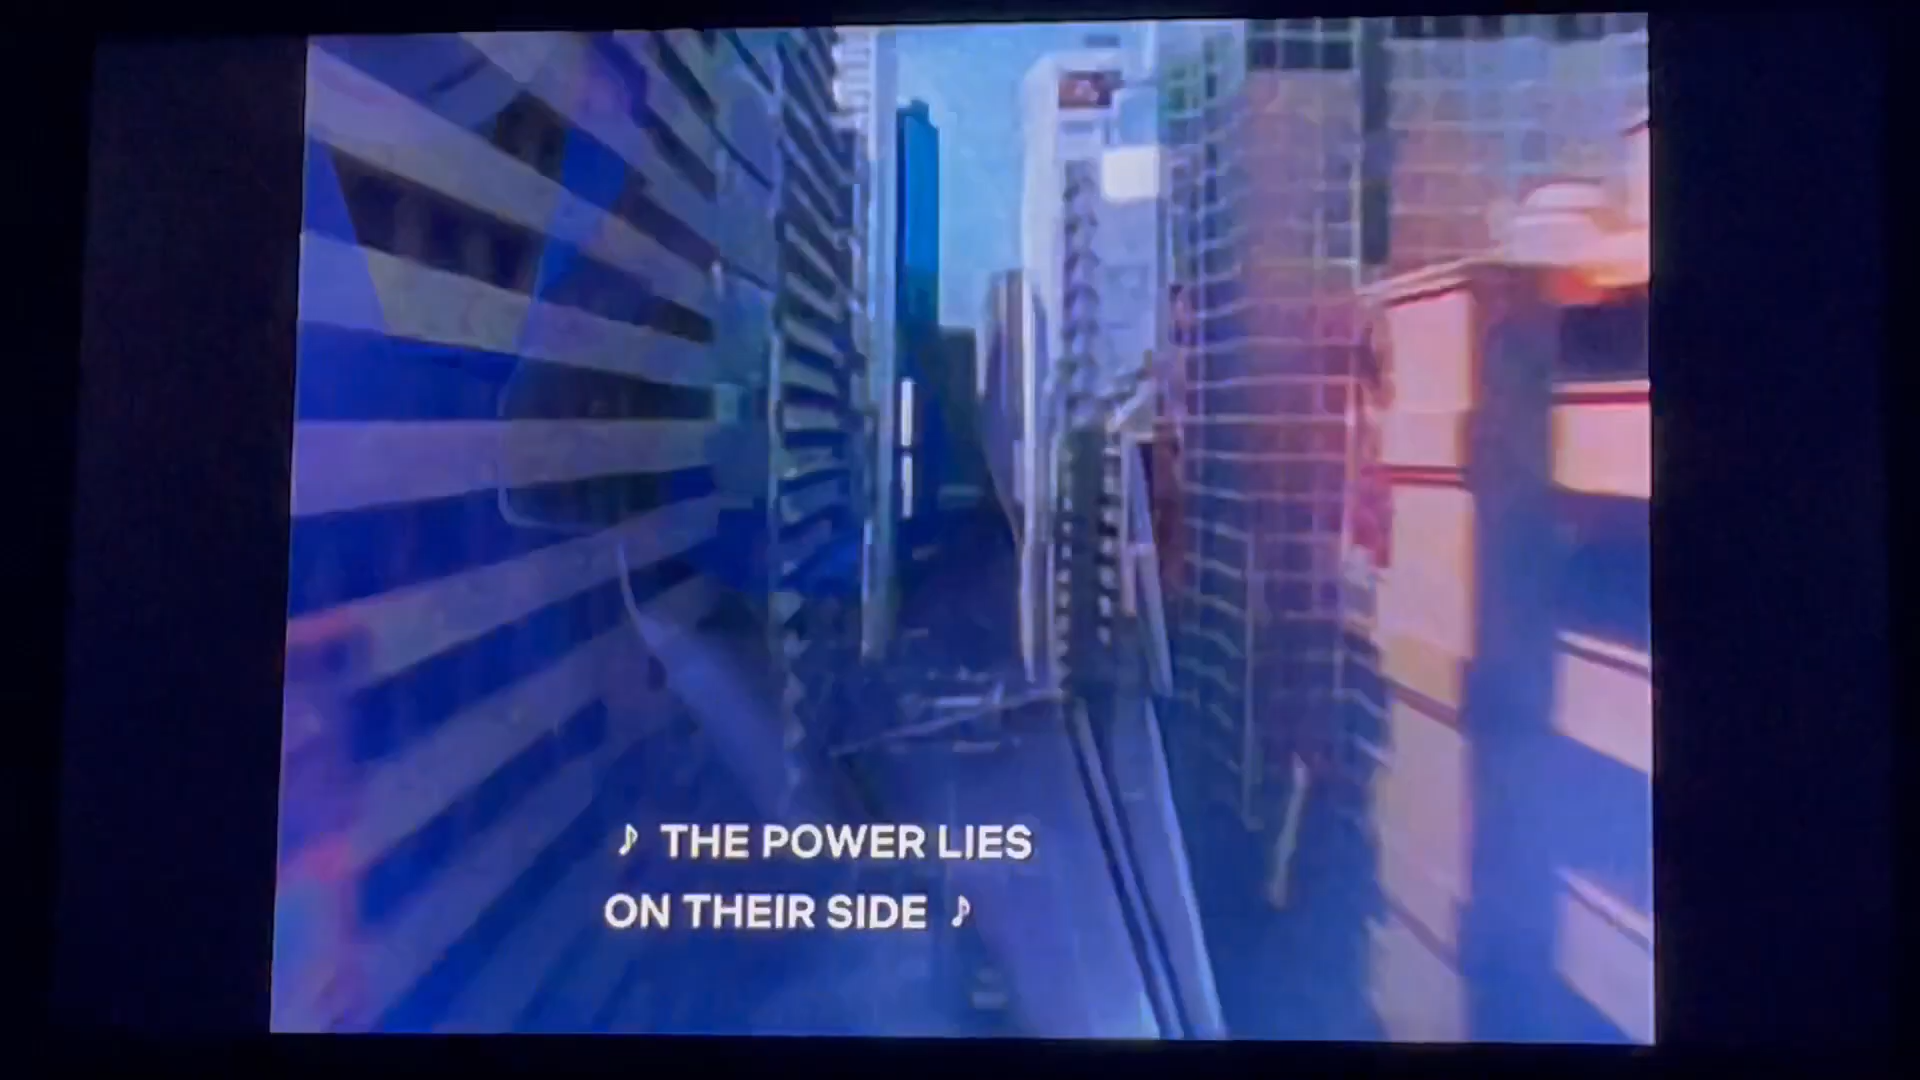 ♪ THE POWER LIES
ON THEIR SIDE ♪